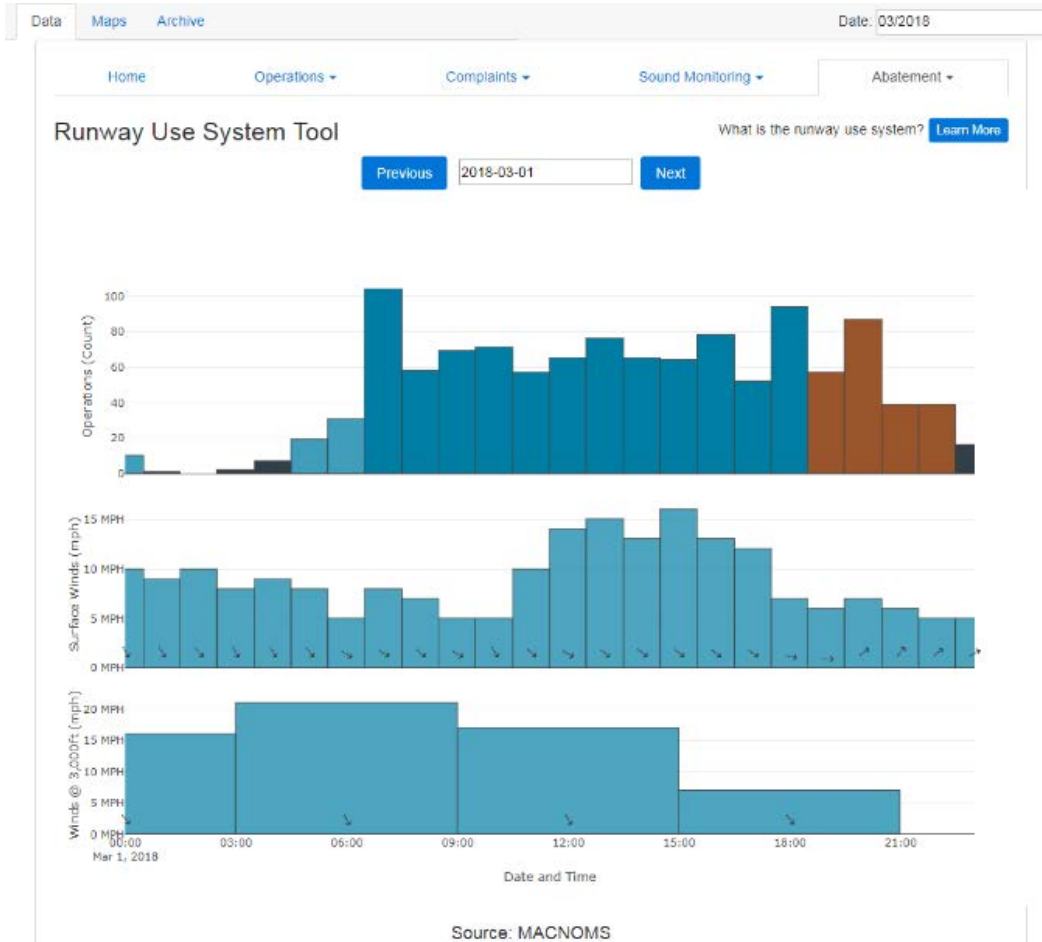 Data Maps Archive Date: 03/2018
Home Operations Complaints Sound Monitoring Abatement
Runway Use System Tool What is the runway use system? Learn More
Previous 2018-03-01 Next
Operations (Count)
100
80
60
40
20
0
Surface Winds (mph)
15 MPH
10 MPH
5 MPH
0 MPH
Winds @ 3,000ft (mph)
20 MPH
15 MPH
10 MPH
5 MPH
0 MPH
00:00 03:00 06:00 09:00 12:00 15:00 18:00 21:00
Mar 1, 2018
Date and Time
Source: MACNOMS